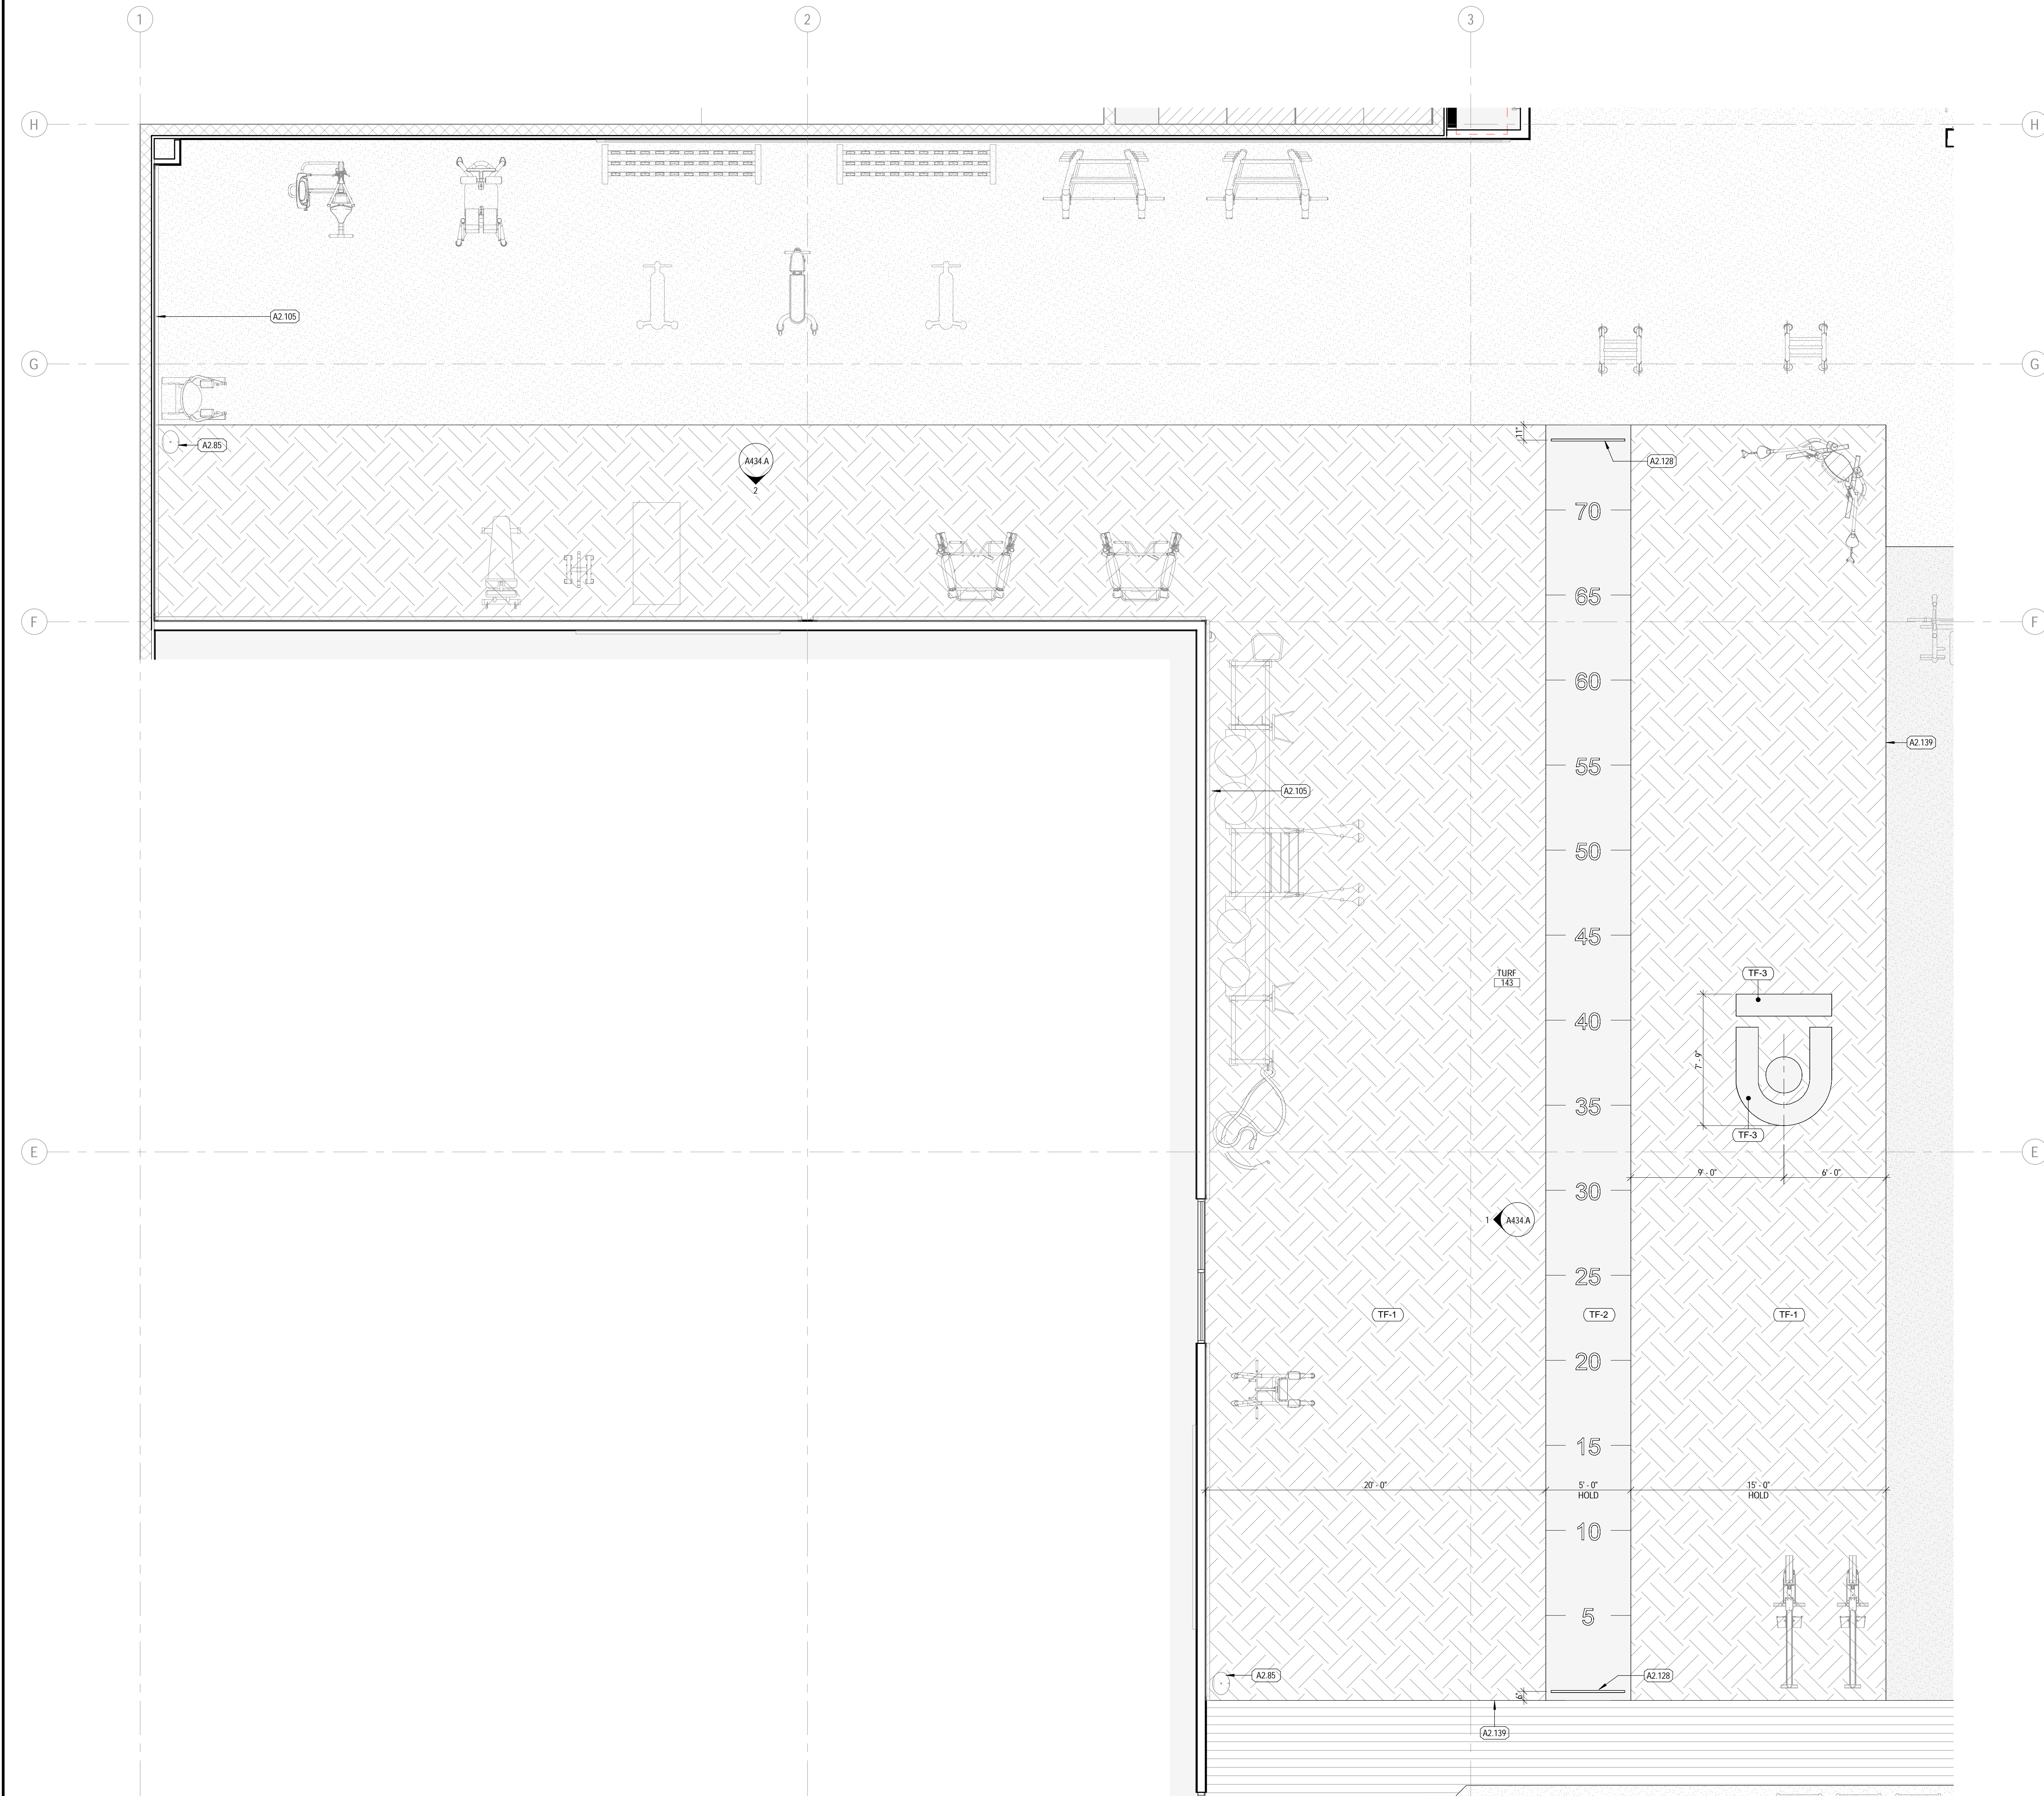 1
2
3
H
H
A2.105
G
G
A2.85
A434.A
2
11"
A2.128
70
65
F
F
60
A2.139
55
A2.105
50
45
TURF
143
TF-3
40
7' - 9"
35
TF-3
E
E
9' - 0"
6' - 0"
30
1
A434.A
25
TF-1
TF-2
TF-1
20
15
20' - 0"
5' - 0"
HOLD
15' - 0"
HOLD
10
5
A2.85
A2.128
6"
A2.139